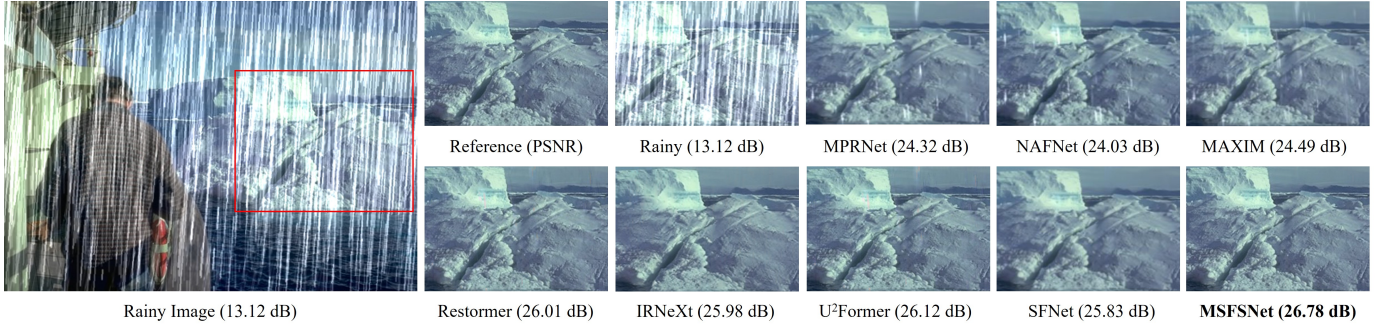 Reference (PSNR)
Rainy (13.12 dB)
MPRNet (24.32 dB)
NAFNet (24.03 dB)
MAXIM (24.49 dB)
Rainy Image (13.12 dB)
Restormer (26.01 dB)
IRNeXt (25.98 dB)
U²Former (26.12 dB)
SFNet (25.83 dB)
MSFSNet (26.78 dB)